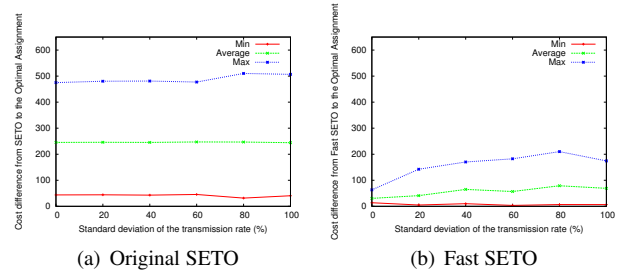 Cost difference from SETO to the Optimal Assignment
600
500
400
300
200
100
0
Min
Average
Max
0 20 40 60 80 100
Standard deviation of the transmission rate (%)
(a) Original SETO
Cost difference from Fast SETO to the Optimal Assignment
600
500
400
300
200
100
0
Min
Average
Max
0 20 40 60 80 100
Standard deviation of the transmission rate (%)
(b) Fast SETO